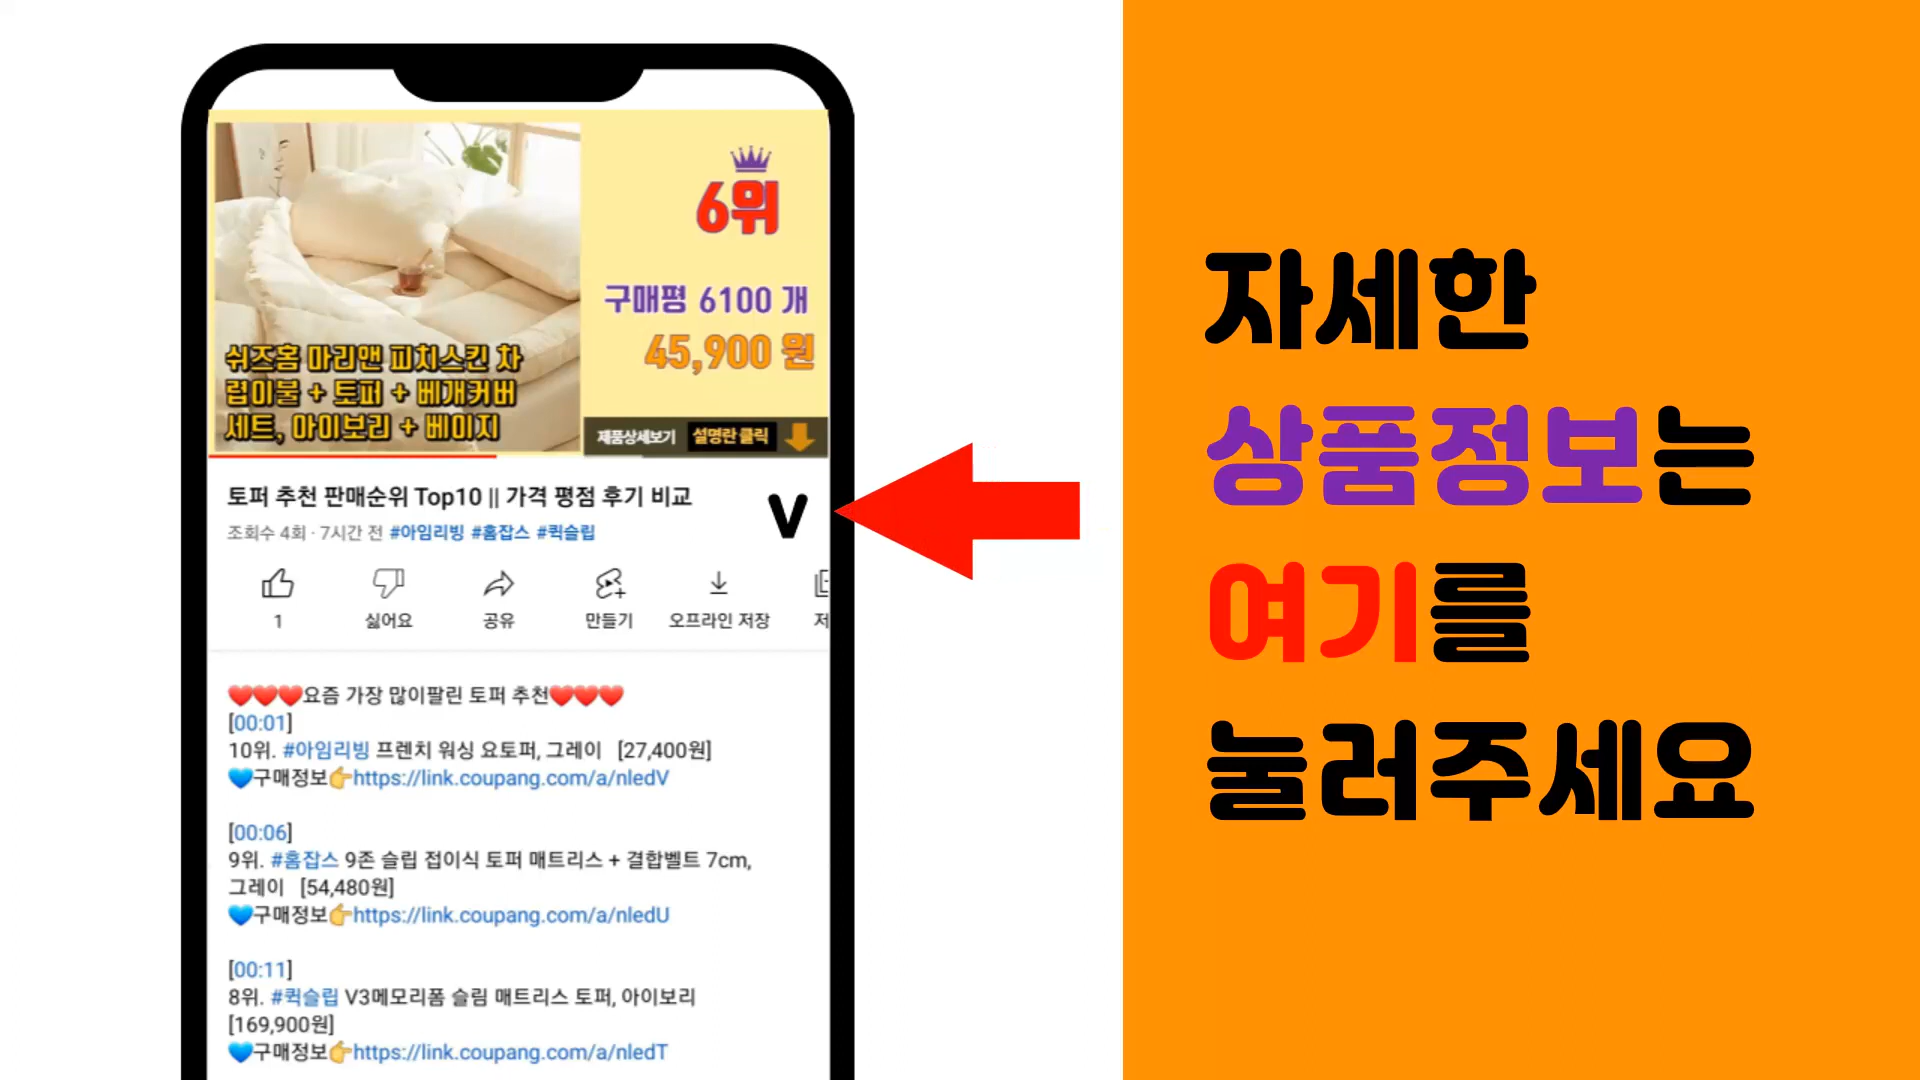 6위
구매평 6100 개
45,900 원
쉬즈홈 마리앤 피치스킨 차
렵이불 + 토퍼 + 베개커버
세트, 아이보리 + 베이지
제품상세보기 설명란 클릭
토퍼 추천 판매순위 Top10 || 가격 평점 후기 비교
V
조회수 4회 · 7시간 전 #아임리빙 #홈잡스 #퀵슬립
1 싫어요 공유 만들기 오프라인 저장 저
❤️❤️❤️요즘 가장 많이팔린 토퍼 추천❤️❤️❤️
[00:01]
10위. #아임리빙 프렌치 워싱 요토퍼, 그레이 [27,400원]
💙구매정보👉https://link.coupang.com/a/nledV
[00:06]
9위. #홈잡스 9존 슬립 접이식 토퍼 매트리스 + 결합벨트 7cm,
그레이 [54,480원]
💙구매정보👉https://link.coupang.com/a/nledU
[00:11]
8위. #퀵슬립 V3메모리폼 슬림 매트리스 토퍼, 아이보리
[169,900원]
💙구매정보👉https://link.coupang.com/a/nledT
자세한
상품정보는
여기를
눌러주세요